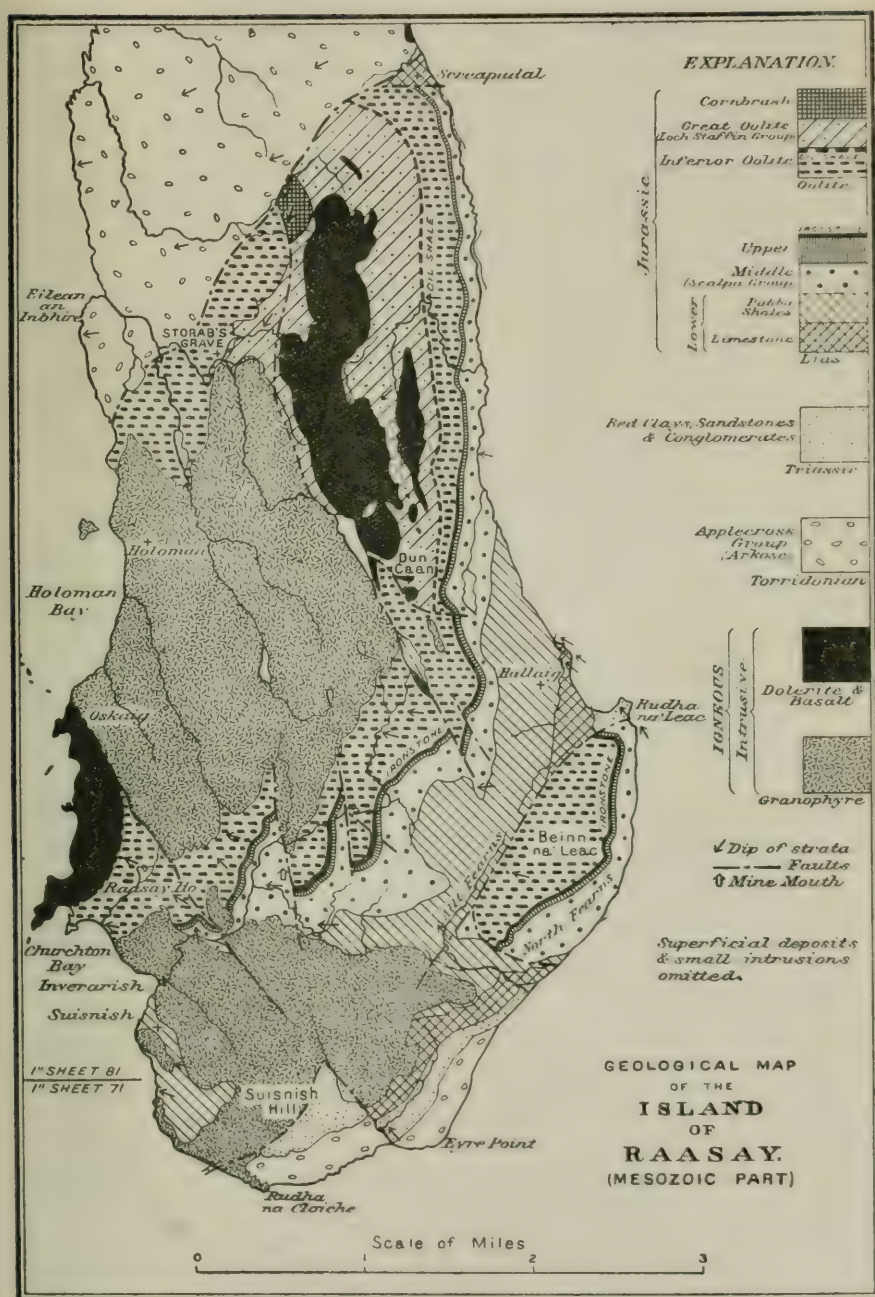 EXPLANATION.
Cornbrash
Great Oolite
(Loch Staffin Group)
Inferior Oolite
Oolite
Jurassic
Upper
Middle
(Scalpa Group)
Pabba
Shales
Lower
Limestone
Lias
Red Clays, Sandstones
& Conglomerates
Triassic
Applecross
Group
(Arkose)
Torridonian
IGNEOUS
Intrusive
Dolerite &
Basalt
Granophyre
Dip of strata
Faults
Mine Mouth
Superficial deposits
& small intrusions
omitted.
GEOLOGICAL MAP
OF THE
ISLAND
OF
RAASAY.
(MESOZOIC PART)
Screapadal
OIL SHALE
Eilean
an
Inbhire
STORAB'S
GRAVE
Holoman
Holoman
Bay
Dun
Caan
Hallaig
Rudha
na Leac
Oskaig
IRONSTONE
IRONSTONE
Beinn
na Leac
Raasay Ho.
Mill Fearns
North Fearns
Churchton
Bay
Inverarish
Suisnish
1" SHEET 81
1" SHEET 71
Suisnish
Hill
Eyre Point
Rudha
na Cloiche
Scale of Miles
0 1 2 3